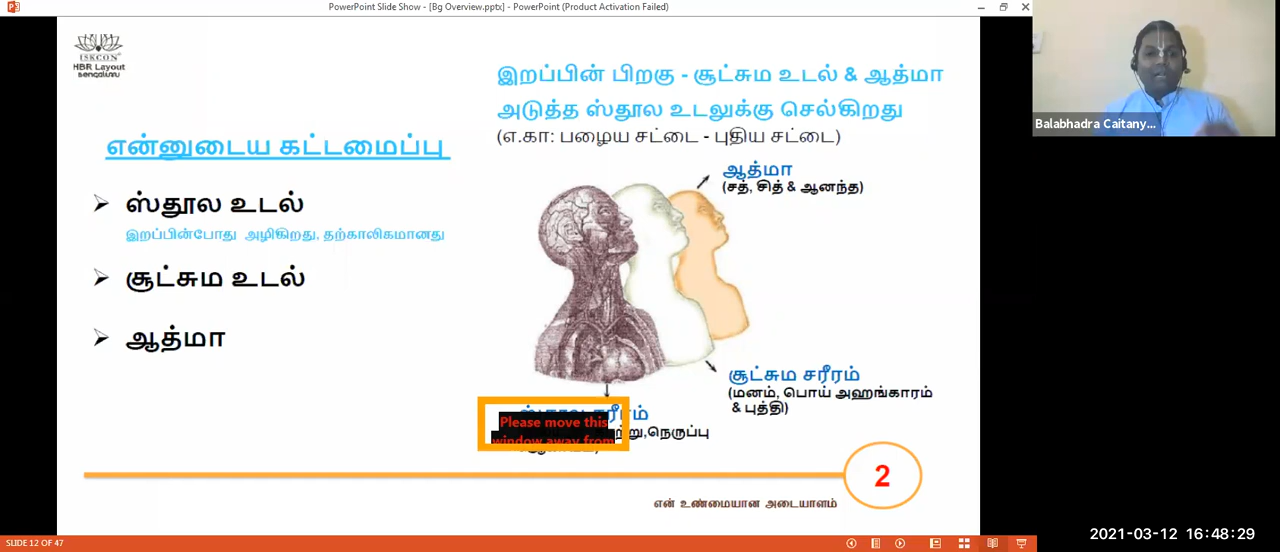 PowerPoint Slide Show - [Bg Overview.pptx] - PowerPoint (Product Activation Failed)
ISKCON
HBR Layout
Bengaluru
இறப்பின் பிறகு - சூட்சும உடல் & ஆத்மா
அடுத்த ஸ்தூல உடலுக்கு செல்கிறது
(எ.கா: பழைய சட்டை - புதிய சட்டை)
என்னுடைய கட்டமைப்பு
ஸ்தூல உடல்
இறப்பின்போது அழிகிறது, தற்காலிகமானது
சூட்சும உடல்
ஆத்மா
ஆத்மா
(சத், சித் & ஆனந்த)
சூட்சும சரீரம்
(மனம், பொய் அஹங்காரம்
& புத்தி)
Please move this
window away from
நெருப்பு
2
என் உண்மையான அடையாளம்
Balabhadra Caitany...
2021-03-12 16:48:29
SLIDE 12 OF 47